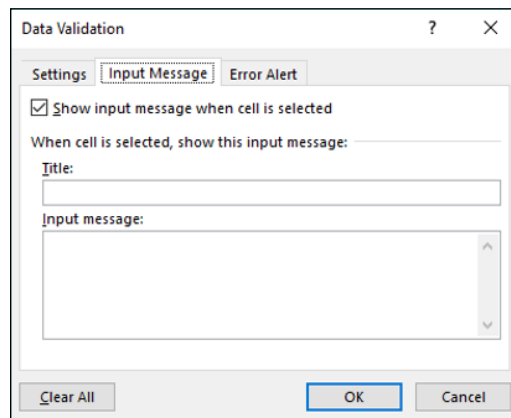 Data Validation ? ×
Settings Input Message Error Alert
Show input message when cell is selected
When cell is selected, show this input message:
Title:
Input message:
Clear All OK Cancel